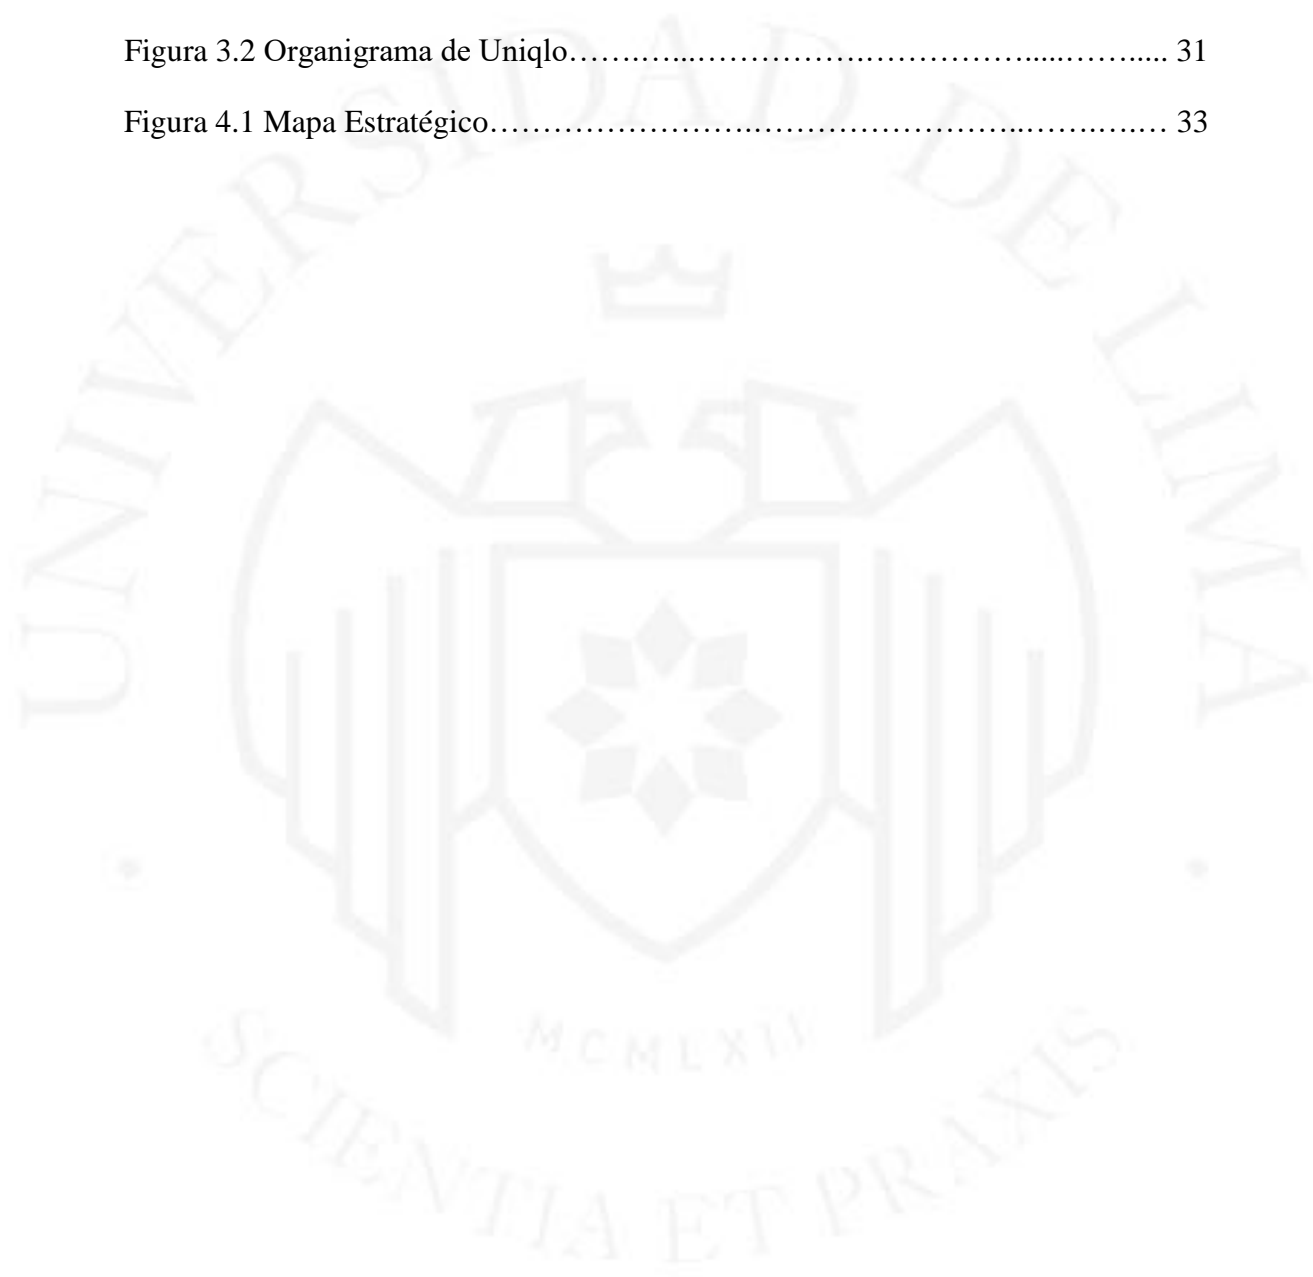 Figura 3.2 Organigrama de Uniqlo…….…...…………….…………….....……..... 31
Figura 4.1 Mapa Estratégico…………………….…………………….…….….… 33
UNIVERSIDAD DE LIMA
MCMLXII
SCIENTIA ET PRAXIS